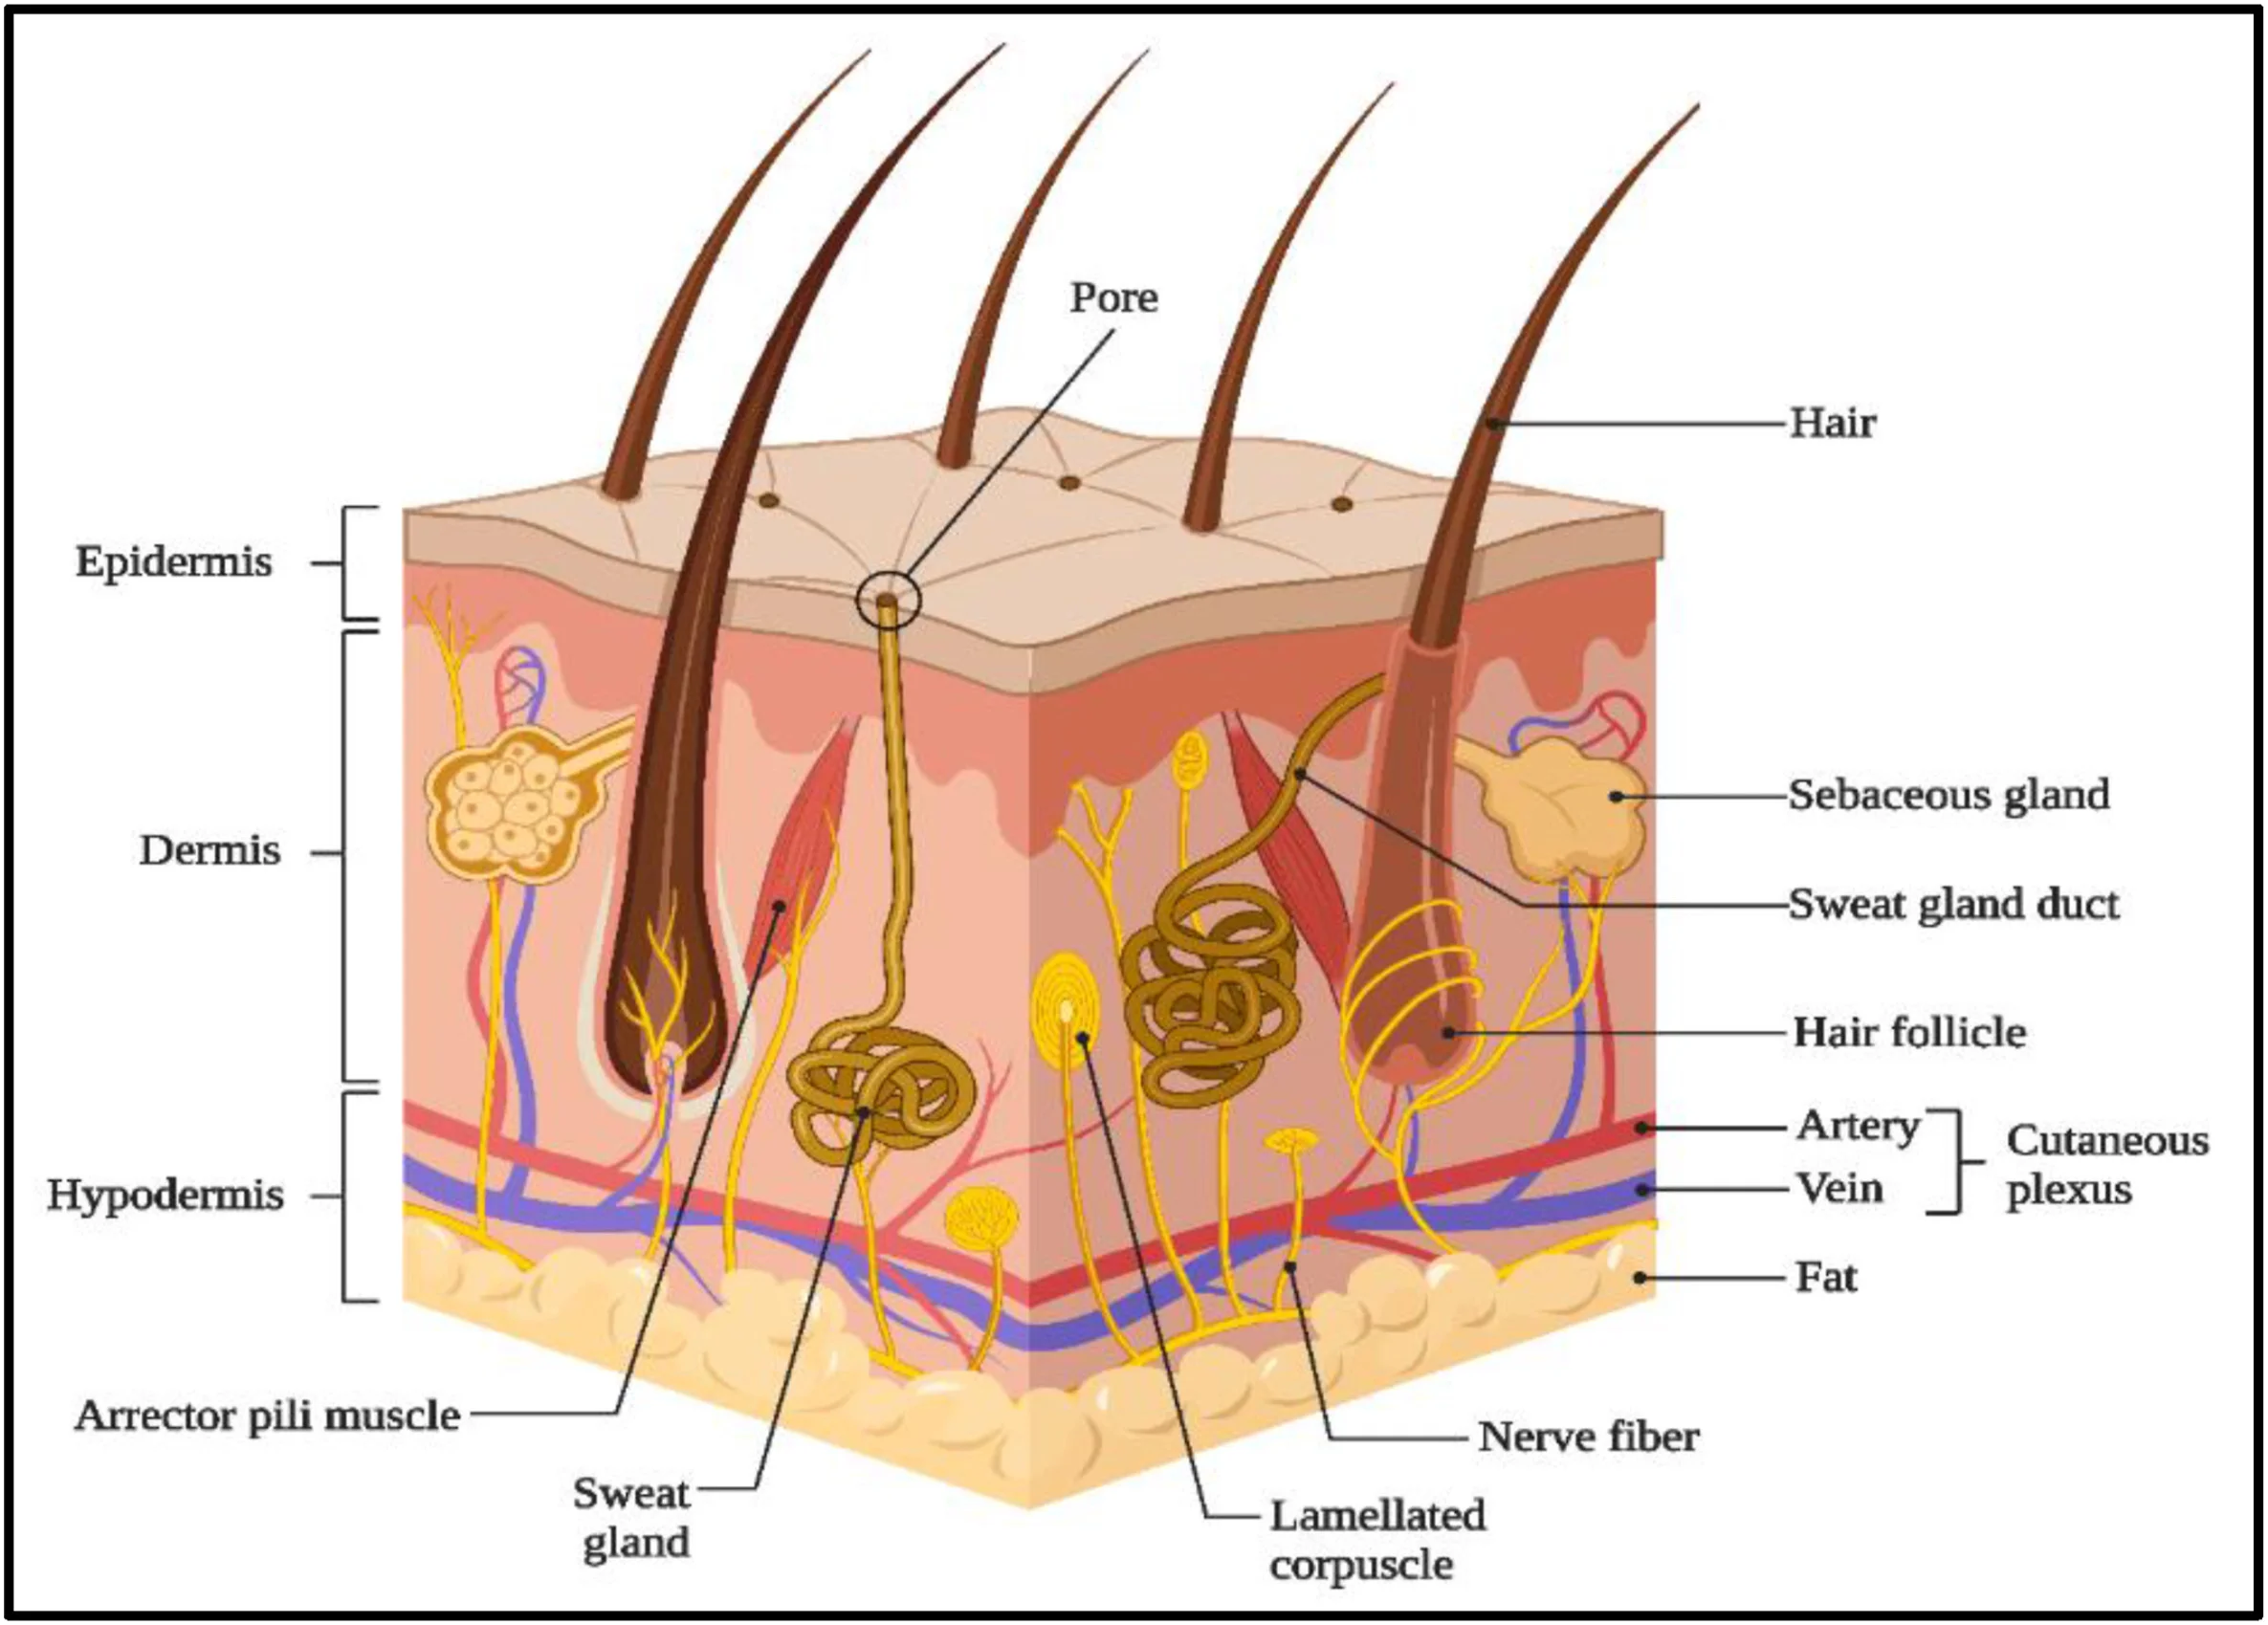 Pore
Hair
Epidermis
Sebaceous gland
Dermis
Sweat gland duct
Hair follicle
Artery
Cutaneous
plexus
Vein
Hypodermis
Fat
Arrector pili muscle
Nerve fiber
Sweat
gland
Lamellated
corpuscle